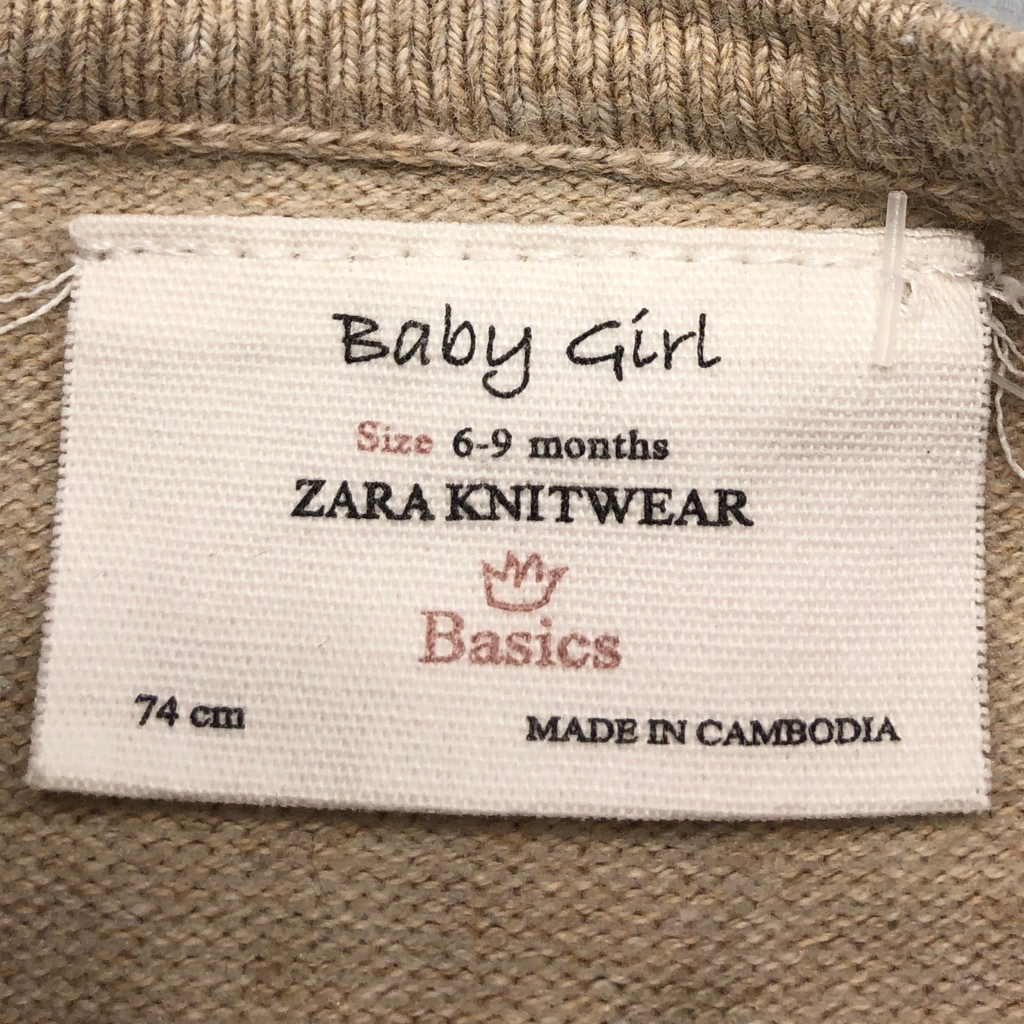 Baby Girl
Size 6-9 months
ZARA KNITWEAR
Basics
74 cm
MADE IN CAMBODIA